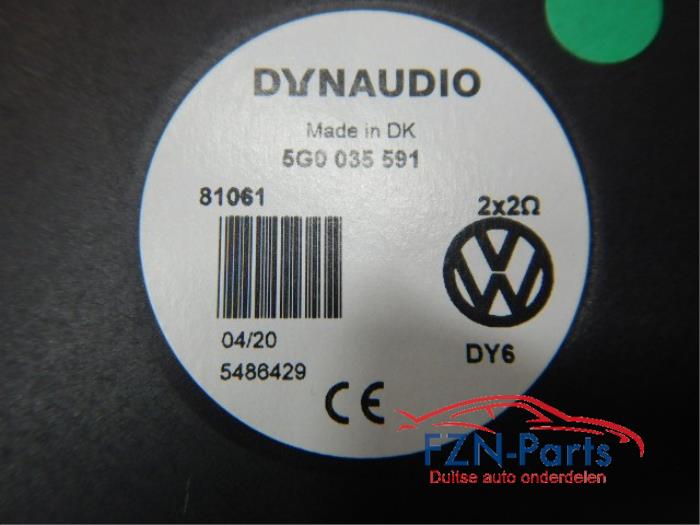 DYNAUDIO
Made in DK
5G0 035 591
81061
2x2Ω
04/20
DY6
5486429
CE
FZN-Parts
Duitse auto onderdelen